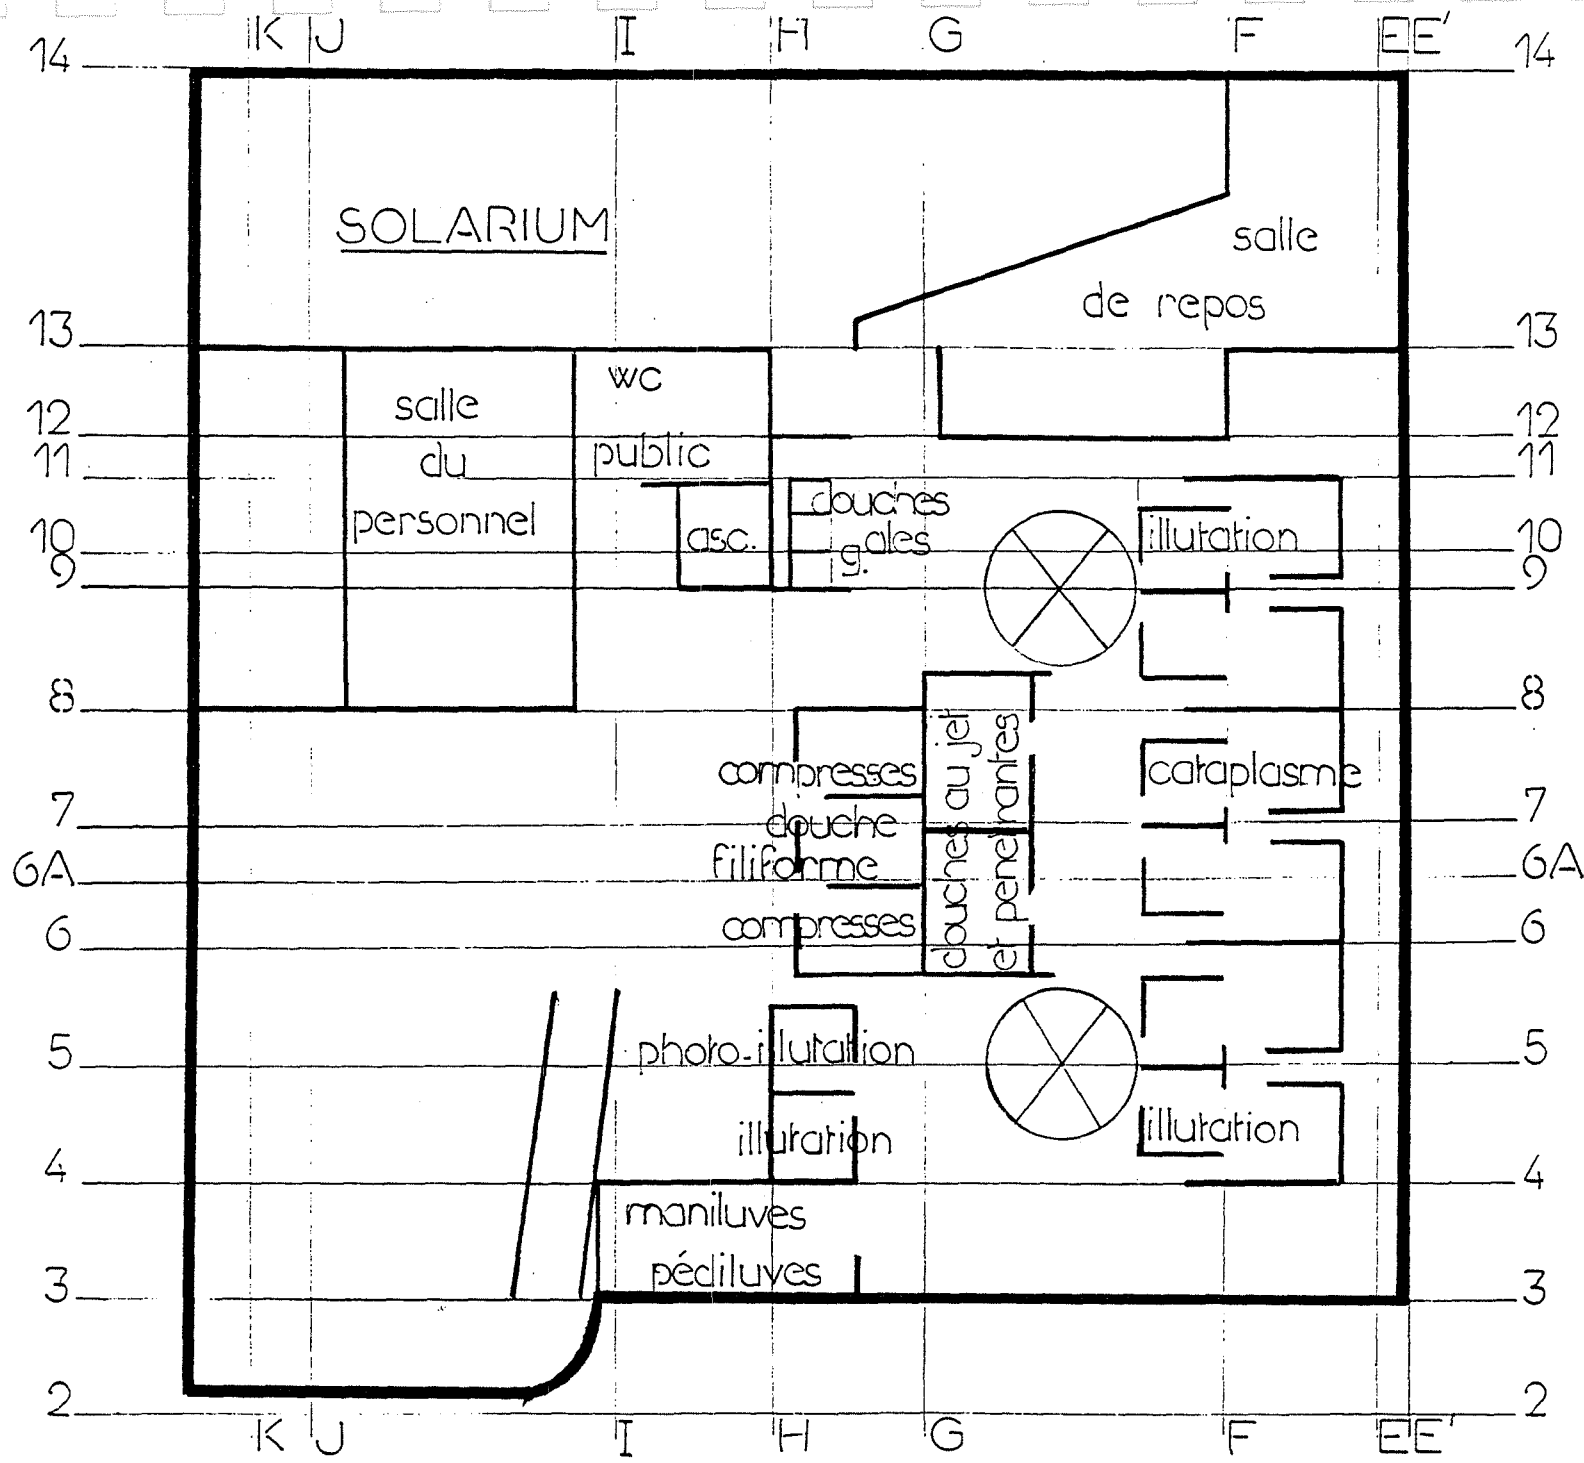 K J I H G F E E'
14 14
SOLARIUM
salle
de repos
13 13
wc
salle
12 12
public
du
11 11
douches
personnel
asc.
g.ales
illutation
10 10
9 9
8 8
compresses
douches au jet
et penetrantes
cataplasme
7 7
douche
filiforme
6A 6A
compresses
6 6
photo-illutation
5 5
illutation
illutation
4 4
maniluves
pédiluves
3 3
2 2
K J I H G F E E'